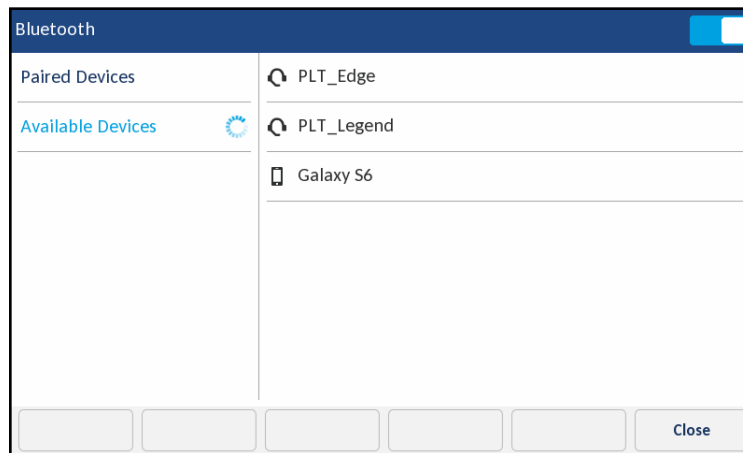 Bluetooth
Paired Devices
Available Devices
PLT_Edge
PLT_Legend
Galaxy S6
Close